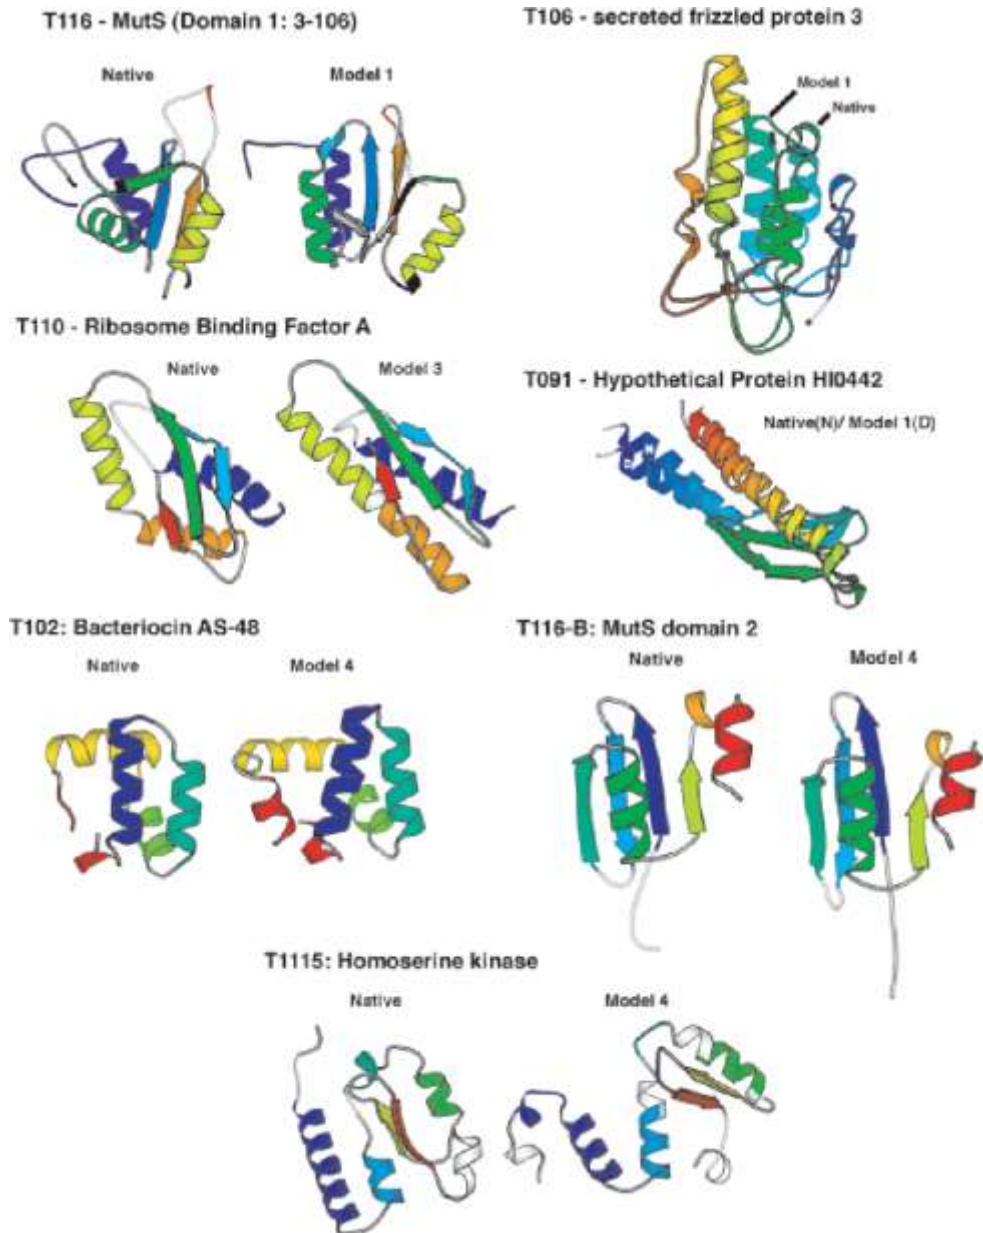 T116 - MutS (Domain 1: 3-106)
Native
Model 1
T106 - secreted frizzled protein 3
Model 1
Native
T110 - Ribosome Binding Factor A
Native
Model 3
T091 - Hypothetical Protein HI0442
Native(N)/ Model 1(D)
T102: Bacteriocin AS-48
Native
Model 4
T116-B: MutS domain 2
Native
Model 4
T1115: Homoserine kinase
Native
Model 4